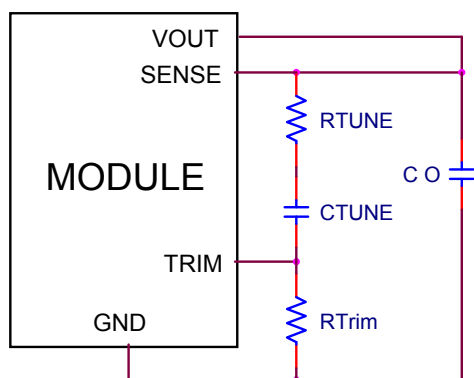 VOUT
SENSE
RTUNE
MODULE
C O
CTUNE
TRIM
GND
RTrim